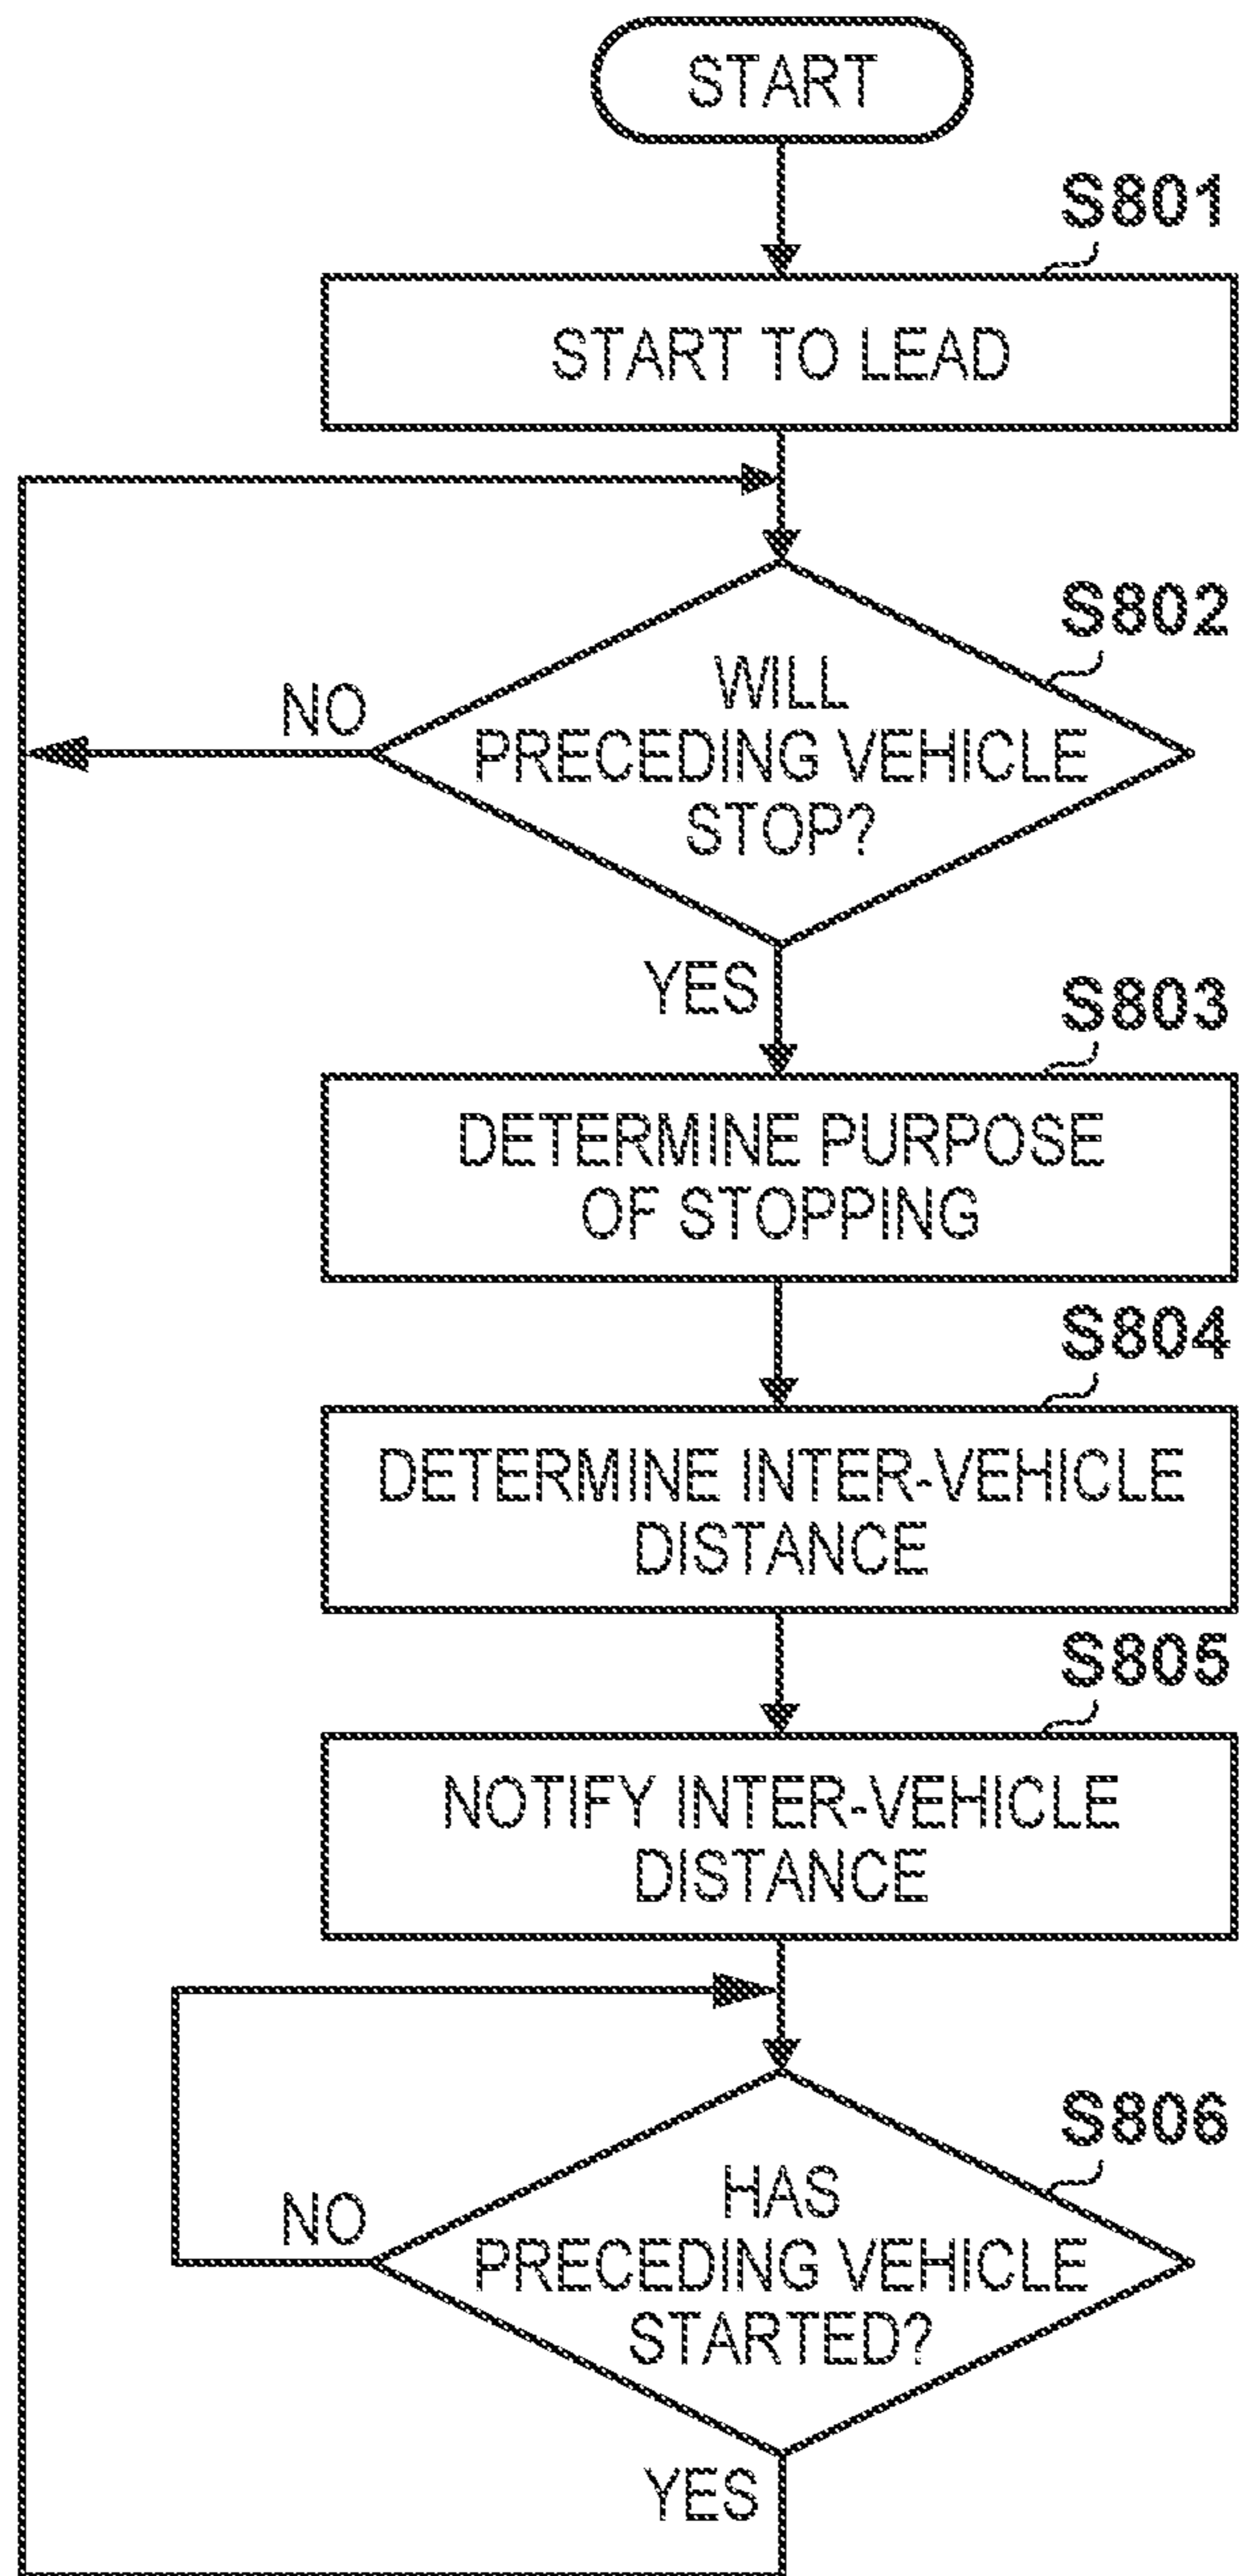 START
S801
START TO LEAD
S802
WILL
PRECEDING VEHICLE
STOP?
NO
YES
S803
DETERMINE PURPOSE
OF STOPPING
S804
DETERMINE INTER-VEHICLE
DISTANCE
S805
NOTIFY INTER-VEHICLE
DISTANCE
S806
HAS
PRECEDING VEHICLE
STARTED?
NO
YES